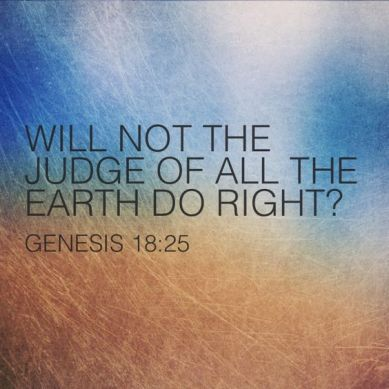 WILL NOT THE
JUDGE OF ALL THE
EARTH DO RIGHT?
GENESIS 18:25